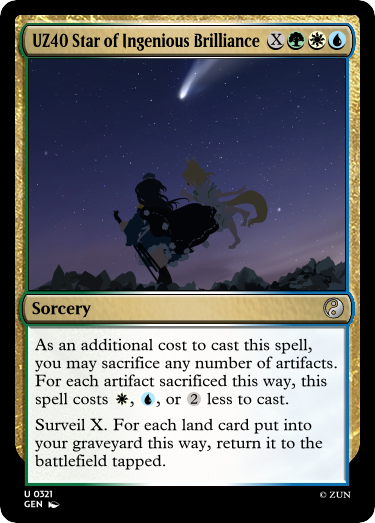 UZ40 Star of Ingenious Brilliance X
Sorcery
As an additional cost to cast this spell,
you may sacrifice any number of artifacts.
For each artifact sacrificed this way, this
spell costs , , or 2 less to cast.
Surveil X. For each land card put into
your graveyard this way, return it to the
battlefield tapped.
U 0321
GEN
© ZUN